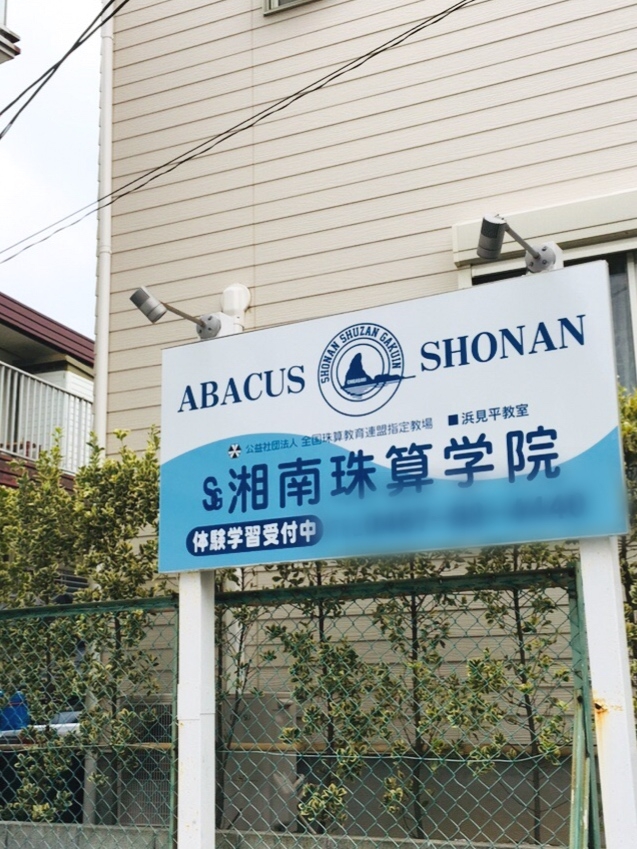 ABACUS SHONAN
SHONAN SHUZAN GAKUIN
公益社団法人 全国珠算教育連盟指定教場 ■浜見平教室
湘南珠算学院
体験学習受付中